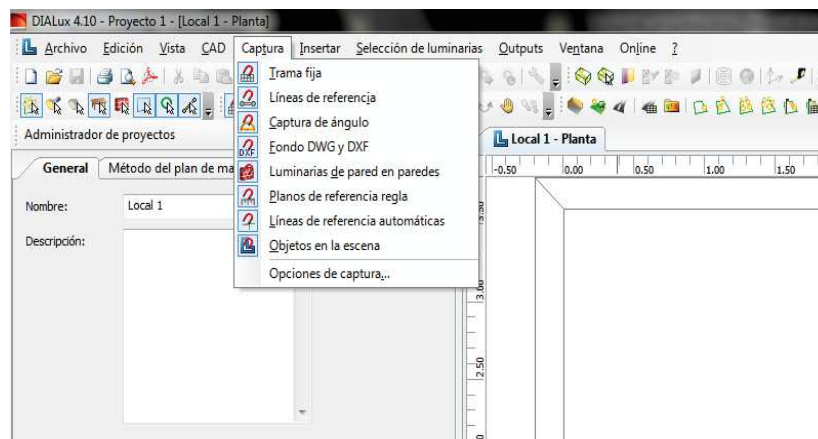 DIALux 4.10 - Proyecto 1 - [Local 1 - Planta]
Archivo Edición Vista CAD Captura Insertar Selección de luminarias Outputs Ventana Online ?
Trama fija
Líneas de referencia
Captura de ángulo
DXF Fondo DWG y DXF
Luminarias de pared en paredes
Planos de referencia regla
Líneas de referencia automáticas
Objetos en la escena
Opciones de captura...
Administrador de proyectos
General Método del plan de ma
Nombre: Local 1
Descripción:
Local 1 - Planta
-0.50 0.00 0.50 1.00 1.50
3.00
2.50